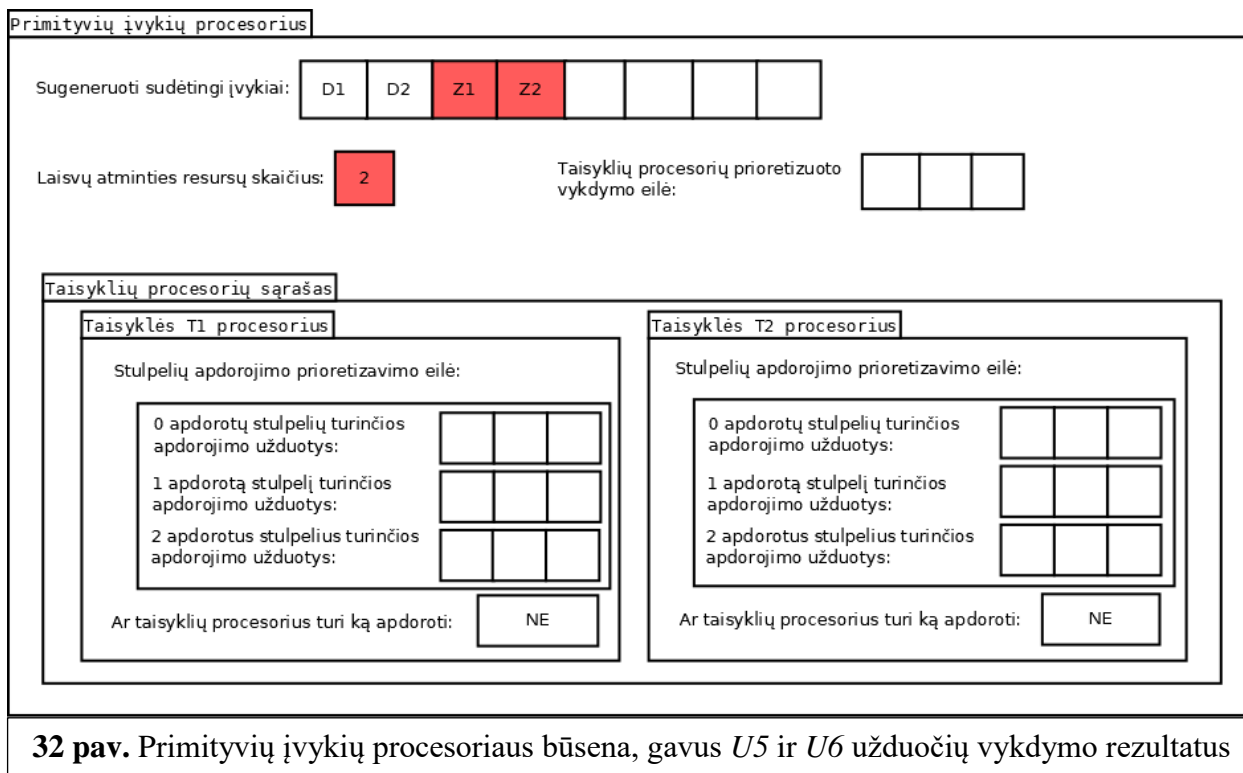 Primityvių įvykių procesorius
Sugeneruoti sudėtingi įvykiai: D1 D2 Z1 Z2
Laisvų atminties resursų skaičius: 2
Taisyklių procesorių prioretizuoto
vykdymo eilė:
Taisyklių procesorių sąrašas
Taisyklės T1 procesorius
Stulpelių apdorojimo prioretizavimo eilė:
0 apdorotų stulpelių turinčios
apdorojimo užduotys:
1 apdorotą stulpelį turinčios
apdorojimo užduotys:
2 apdorotus stulpelius turinčios
apdorojimo užduotys:
Ar taisyklių procesorius turi ką apdoroti: NE
Taisyklės T2 procesorius
Stulpelių apdorojimo prioretizavimo eilė:
0 apdorotų stulpelių turinčios
apdorojimo užduotys:
1 apdorotą stulpelį turinčios
apdorojimo užduotys:
2 apdorotus stulpelius turinčios
apdorojimo užduotys:
Ar taisyklių procesorius turi ką apdoroti: NE
32 pav. Primityvių įvykių procesoriaus būsena, gavus U5 ir U6 užduočių vykdymo rezultatus